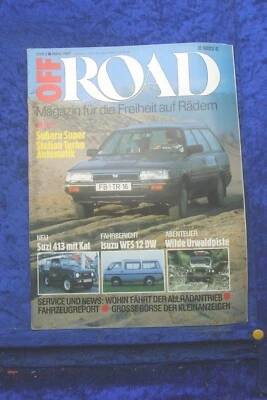 OFF ROAD
Magazin für die Freiheit auf Rädern
Subaru Super
Station Turbo
Automatik
FB TR 16
NEU
Suzi 413 mit Kat
FAHRBERICHT
Isuzu WFS 12 DW
ABENTEUER
Wilde Urwaldpiste
SERVICE UND NEWS: WOHIN FÄHRT DER ALLRADANTRIEB
FAHRZEUGREPORT GROSSE BÖRSE DER KLEINANZEIGEN